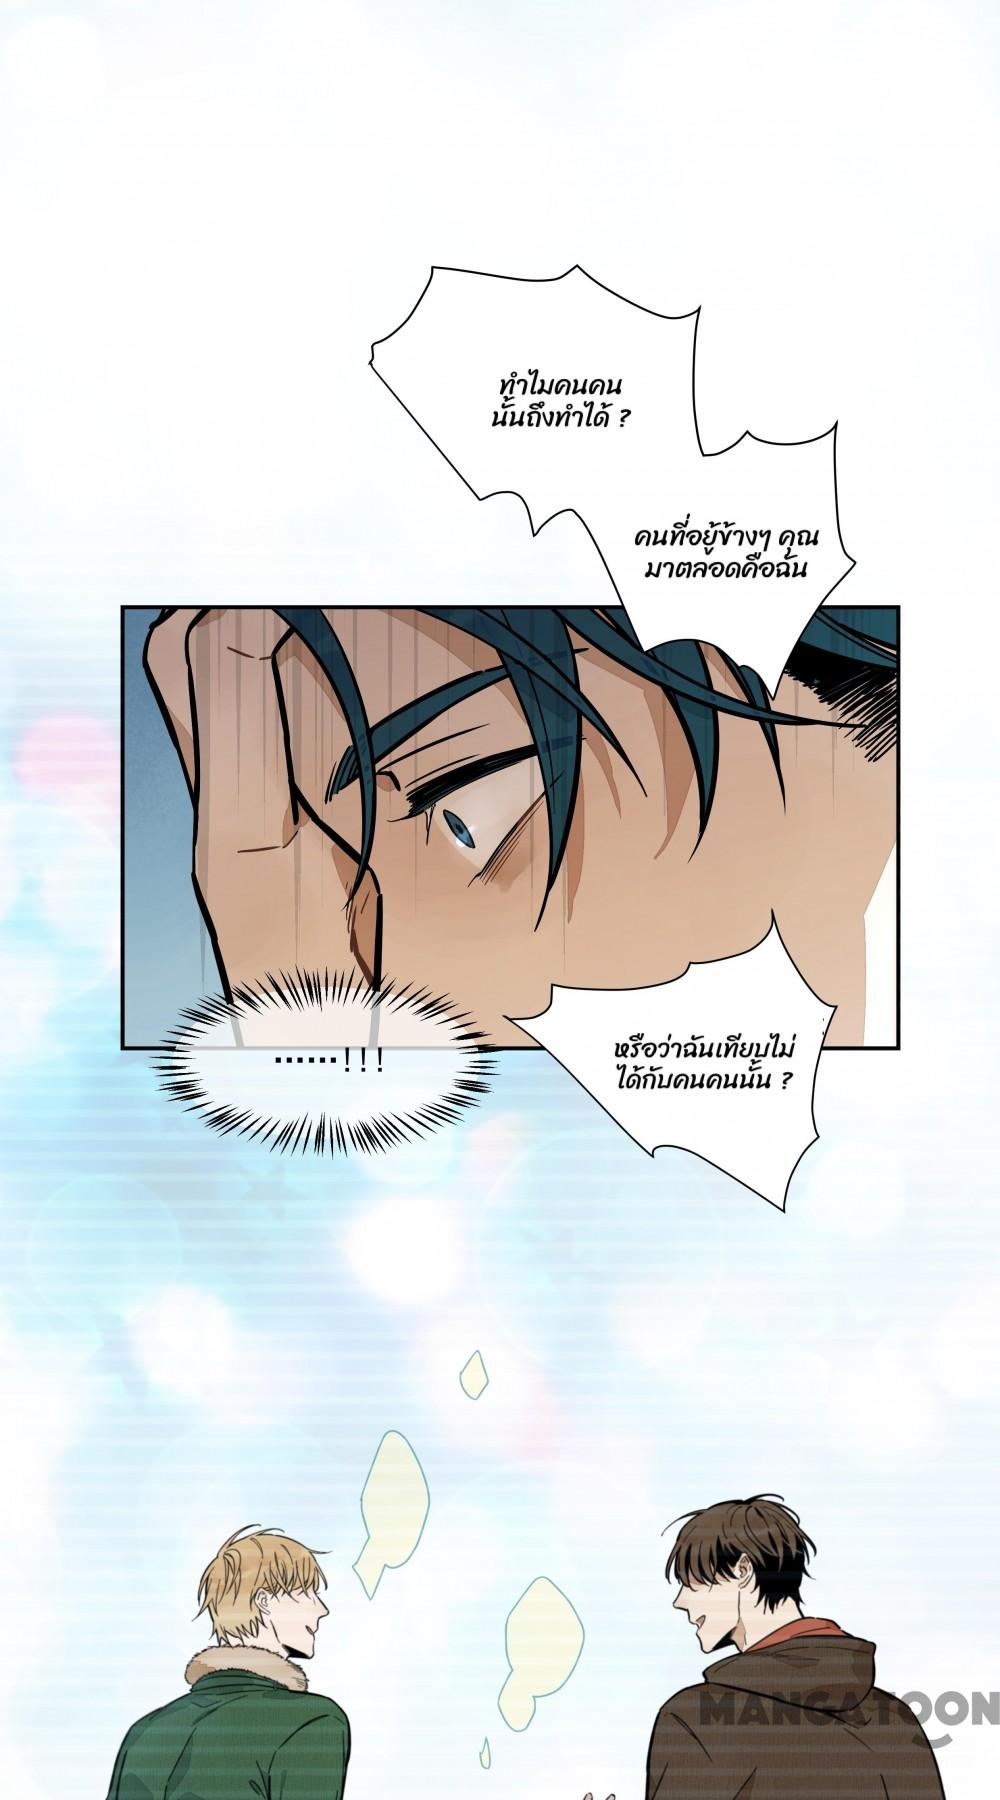 ทำไมคนคน
นั้นถึงทำได้ ?
คนที่อยู่ข้างๆ คุณ
มาตลอดคือฉัน
......!!!
หรือว่าฉันเทียบไม่
ได้กับคนคนนั้น ?
MANGATOON